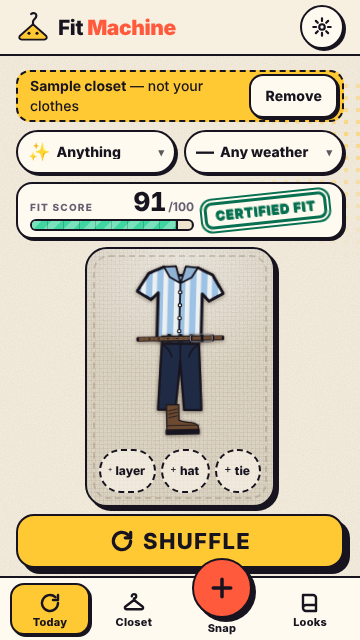 Fit Machine
Sample closet — not your
clothes
Remove
Anything
Any weather
FIT SCORE
91 /100
CERTIFIED FIT
+ layer
+ hat
+ tie
SHUFFLE
Today
Closet
Snap
Looks